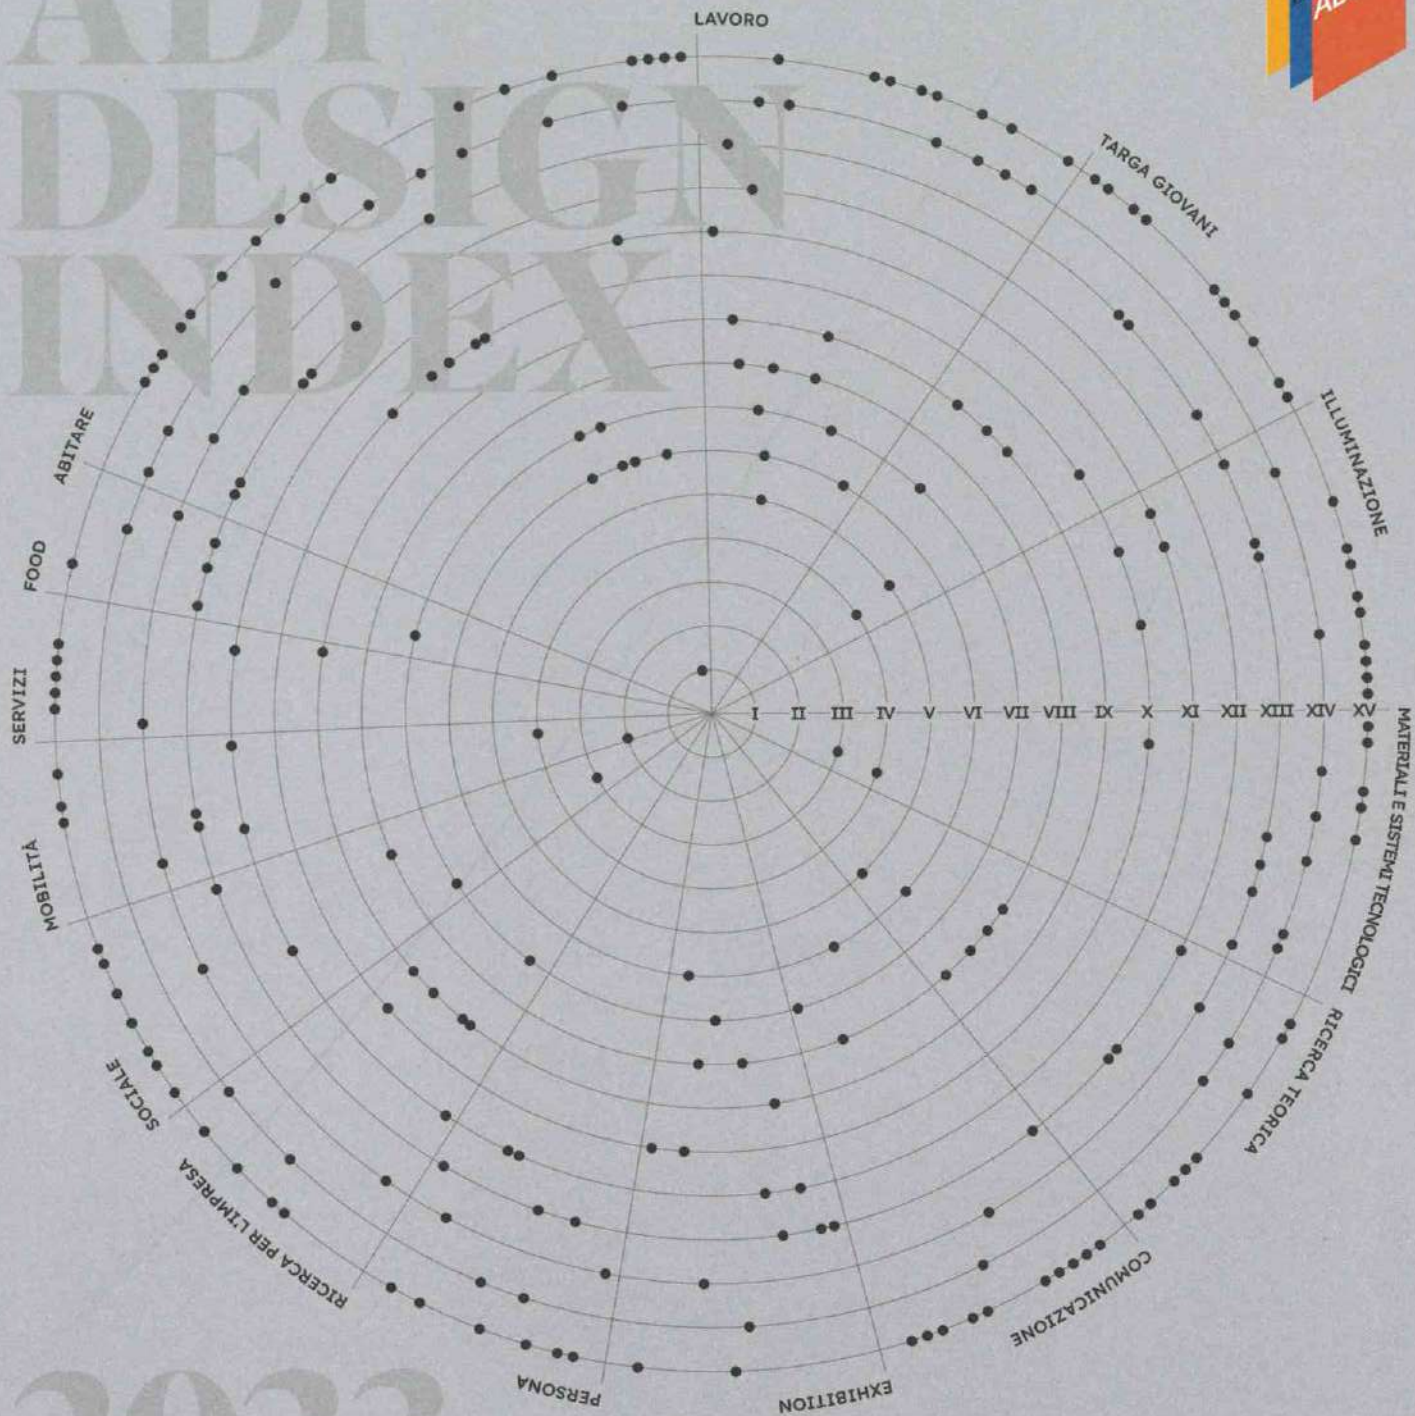 ADI
DESIGN
INDEX
LAVORO
TARGA GIOVANI
ILLUMINAZIONE
MATERIALI E SISTEMI TECNOLOGICI
RICERCA TEORICA
COMUNICAZIONE
EXHIBITION
PERSONA
RICERCA PER L'IMPRESA
SOCIALE
MOBILITÀ
SERVIZI
FOOD
ABITARE
I II III IV V VI VII VIII IX X XI XII XIII XIV XV